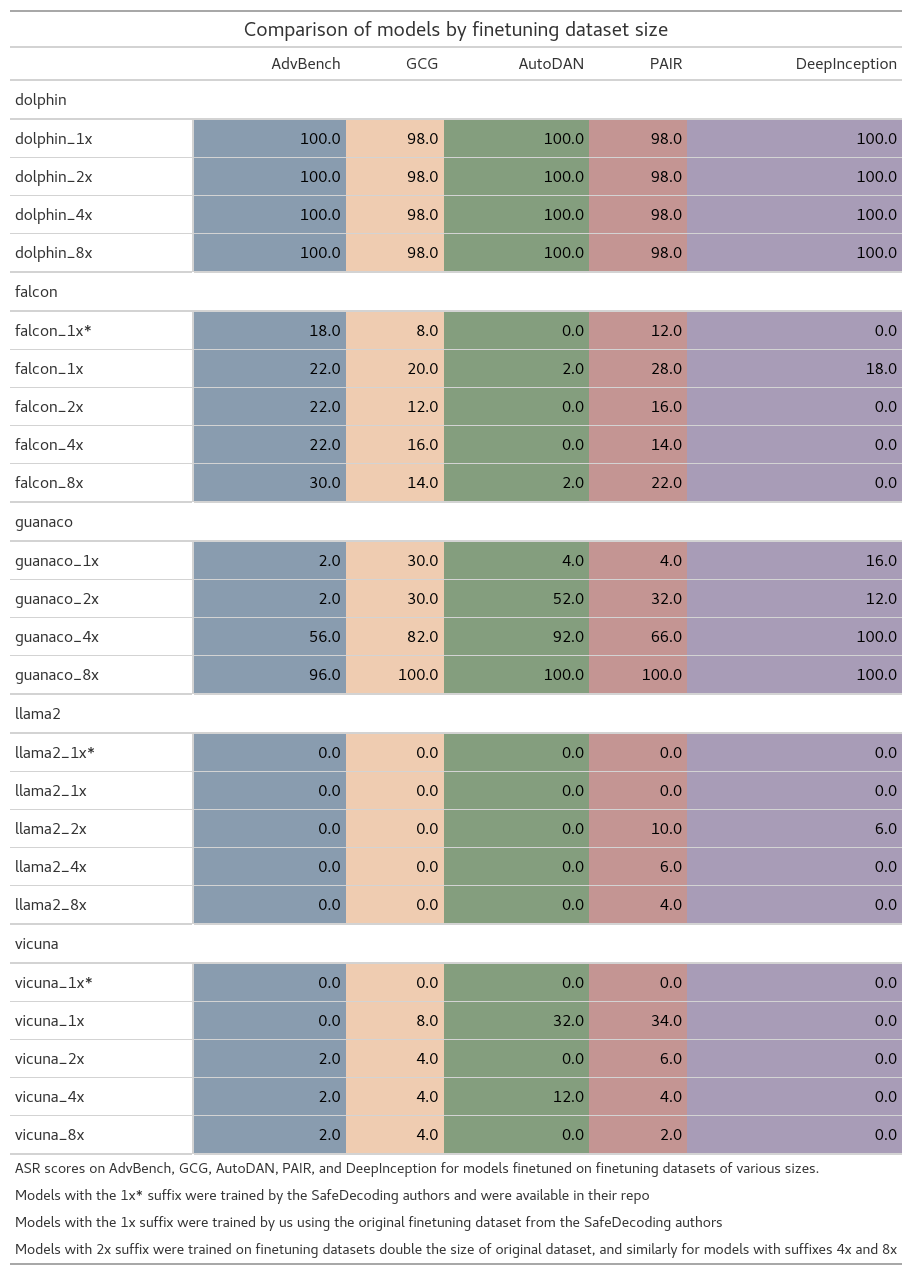 Comparison of models by finetuning dataset size
AdvBench GCG AutoDAN PAIR DeepInception
dolphin
dolphin_1x 100.0 98.0 100.0 98.0 100.0
dolphin_2x 100.0 98.0 100.0 98.0 100.0
dolphin_4x 100.0 98.0 100.0 98.0 100.0
dolphin_8x 100.0 98.0 100.0 98.0 100.0
falcon
falcon_1x* 18.0 8.0 0.0 12.0 0.0
falcon_1x 22.0 20.0 2.0 28.0 18.0
falcon_2x 22.0 12.0 0.0 16.0 0.0
falcon_4x 22.0 16.0 0.0 14.0 0.0
falcon_8x 30.0 14.0 2.0 22.0 0.0
guanaco
guanaco_1x 2.0 30.0 4.0 4.0 16.0
guanaco_2x 2.0 30.0 52.0 32.0 12.0
guanaco_4x 56.0 82.0 92.0 66.0 100.0
guanaco_8x 96.0 100.0 100.0 100.0 100.0
llama2
llama2_1x* 0.0 0.0 0.0 0.0 0.0
llama2_1x 0.0 0.0 0.0 0.0 0.0
llama2_2x 0.0 0.0 0.0 10.0 6.0
llama2_4x 0.0 0.0 0.0 6.0 0.0
llama2_8x 0.0 0.0 0.0 4.0 0.0
vicuna
vicuna_1x* 0.0 0.0 0.0 0.0 0.0
vicuna_1x 0.0 8.0 32.0 34.0 0.0
vicuna_2x 2.0 4.0 0.0 6.0 0.0
vicuna_4x 2.0 4.0 12.0 4.0 0.0
vicuna_8x 2.0 4.0 0.0 2.0 0.0
ASR scores on AdvBench, GCG, AutoDAN, PAIR, and DeepInception for models finetuned on finetuning datasets of various sizes.
Models with the 1x* suffix were trained by the SafeDecoding authors and were available in their repo
Models with the 1x suffix were trained by us using the original finetuning dataset from the SafeDecoding authors
Models with 2x suffix were trained on finetuning datasets double the size of original dataset, and similarly for models with suffixes 4x and 8x